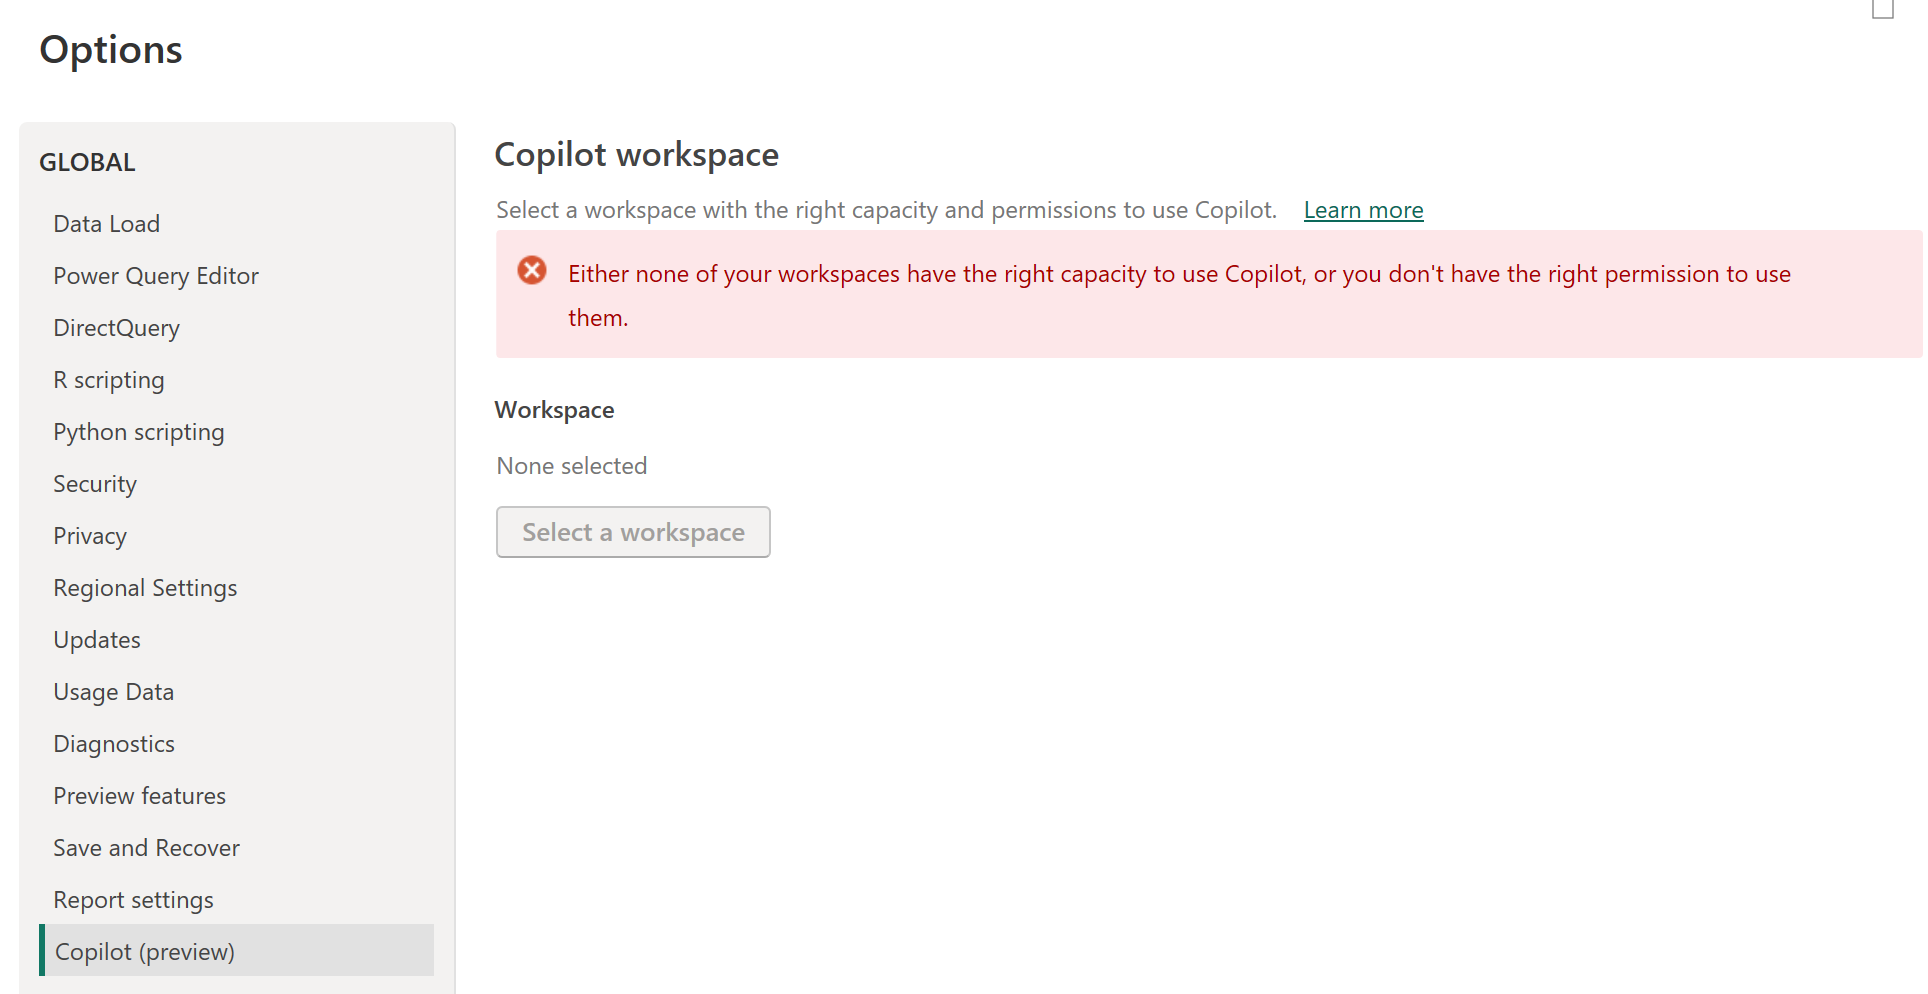 Options
GLOBAL
Data Load
Power Query Editor
DirectQuery
R scripting
Python scripting
Security
Privacy
Regional Settings
Updates
Usage Data
Diagnostics
Preview features
Save and Recover
Report settings
Copilot (preview)
Copilot workspace
Select a workspace with the right capacity and permissions to use Copilot. Learn more
Either none of your workspaces have the right capacity to use Copilot, or you don't have the right permission to use
them.
Workspace
None selected
Select a workspace